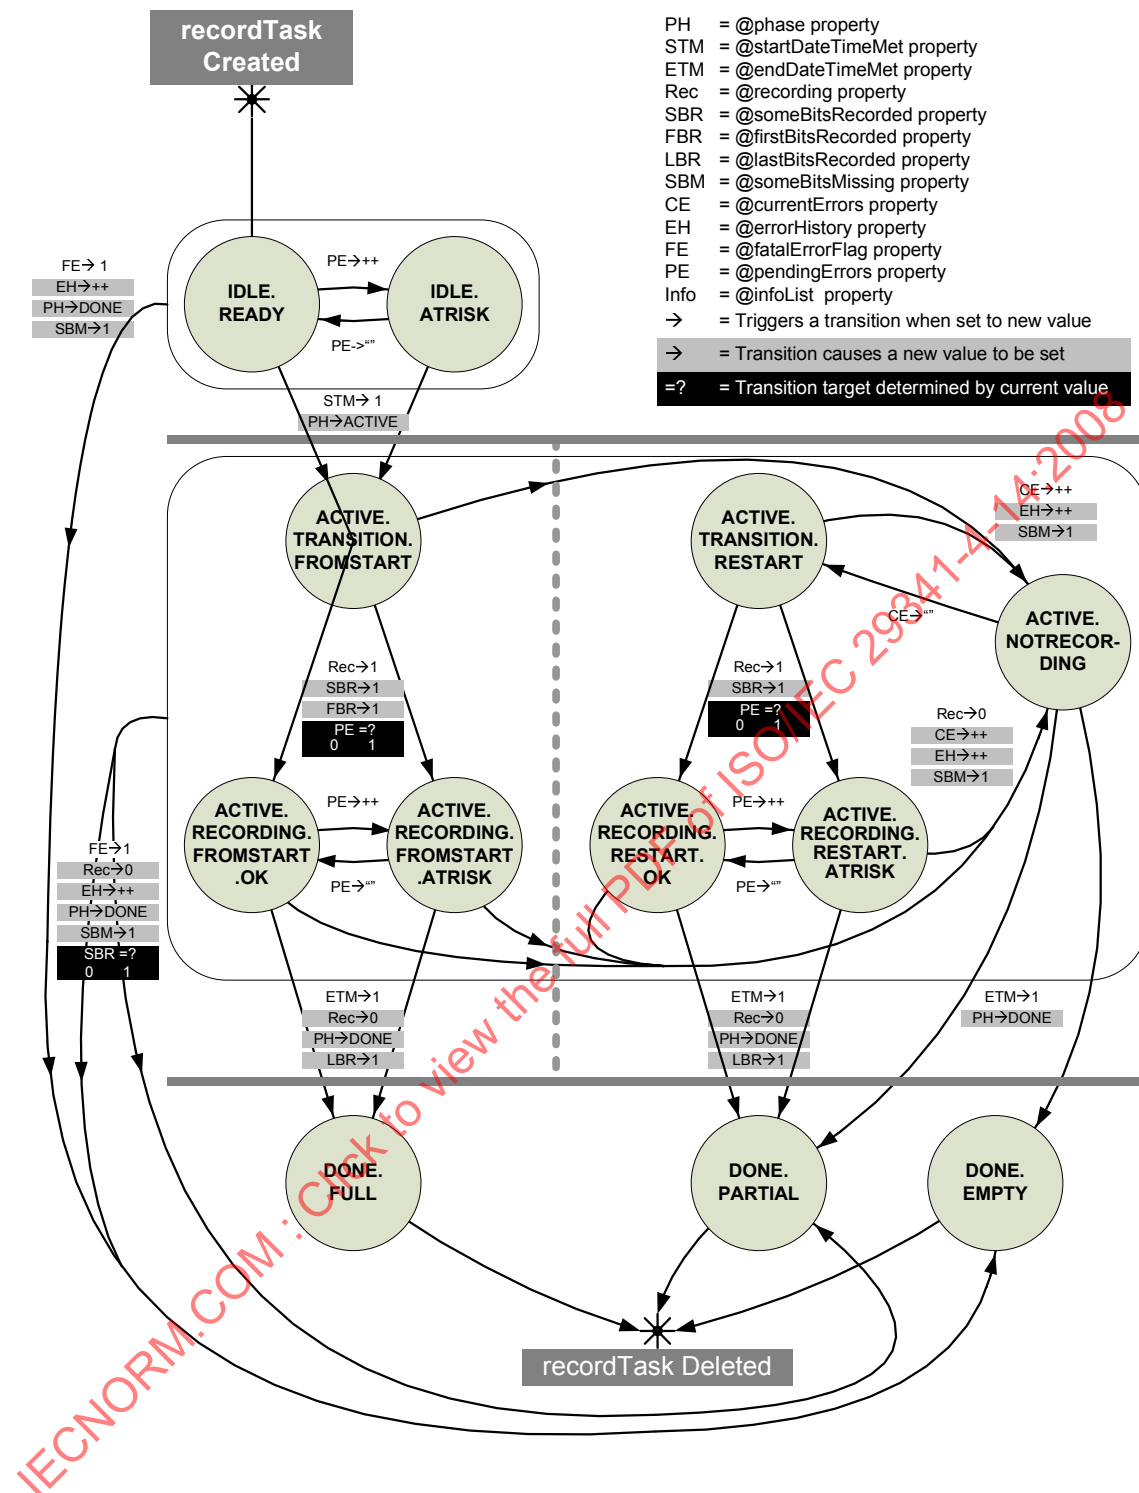 recordTask
Created
PH = @phase property
STM = @startDateTimeMet property
ETM = @endDateTimeMet property
Rec = @recording property
SBR = @someBitsRecorded property
FBR = @firstBitsRecorded property
LBR = @lastBitsRecorded property
SBM = @someBitsMissing property
CE = @currentErrors property
EH = @errorHistory property
FE = @fatalErrorFlag property
PE = @pendingErrors property
Info = @infoList property
→ = Triggers a transition when set to new value
→ = Transition causes a new value to be set
=? = Transition target determined by current value
FE→ 1
EH→++
PH→DONE
SBM→1
IDLE.
READY
PE→++
PE->“”
IDLE.
ATRISK
STM→ 1
PH→ACTIVE
ACTIVE.
TRANSITION.
FROMSTART
ACTIVE.
TRANSITION.
RESTART
CE→++
EH→++
SBM→1
CE→“”
ACTIVE.
NOTRECOR-
DING
Rec→1
SBR→1
FBR→1
PE =?
0 1
Rec→1
SBR→1
PE =?
0 1
Rec→0
CE→++
EH→++
SBM→1
ACTIVE.
RECORDING.
FROMSTART
.OK
PE→++
PE→“”
ACTIVE.
RECORDING.
FROMSTART
.ATRISK
ACTIVE.
RECORDING.
RESTART.
OK
PE→++
PE→“”
ACTIVE.
RECORDING.
RESTART.
ATRISK
FE→1
Rec→0
EH→++
PH→DONE
SBM→1
SBR =?
0 1
ETM→1
Rec→0
PH→DONE
LBR→1
ETM→1
Rec→0
PH→DONE
LBR→1
ETM→1
PH→DONE
DONE.
FULL
DONE.
PARTIAL
DONE.
EMPTY
recordTask Deleted
IECNORM.COM : Click to view the full PDF of ISO/IEC 29341-4-14:2008